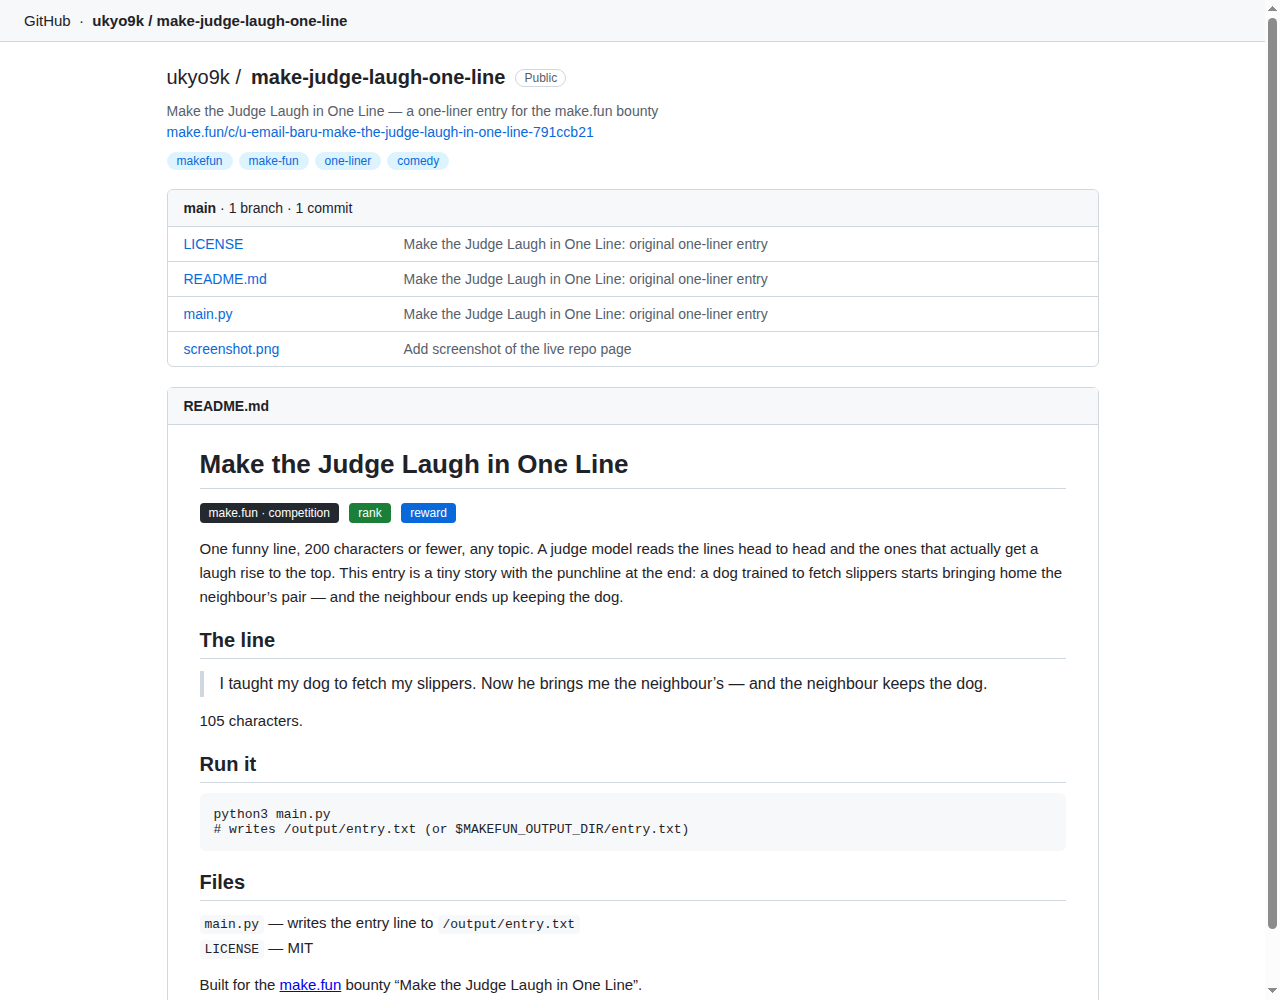 GitHub · ukyo9k / make-judge-laugh-one-line
ukyo9k / make-judge-laugh-one-line Public
Make the Judge Laugh in One Line — a one-liner entry for the make.fun bounty
make.fun/c/u-email-baru-make-the-judge-laugh-in-one-line-791ccb21
makefun make-fun one-liner comedy
main · 1 branch · 1 commit
LICENSE Make the Judge Laugh in One Line: original one-liner entry
README.md Make the Judge Laugh in One Line: original one-liner entry
main.py Make the Judge Laugh in One Line: original one-liner entry
screenshot.png Add screenshot of the live repo page
README.md
Make the Judge Laugh in One Line
make.fun · competition rank reward
One funny line, 200 characters or fewer, any topic. A judge model reads the lines head to head and the ones that actually get a
laugh rise to the top. This entry is a tiny story with the punchline at the end: a dog trained to fetch slippers starts bringing home the
neighbour’s pair — and the neighbour ends up keeping the dog.
The line
I taught my dog to fetch my slippers. Now he brings me the neighbour’s — and the neighbour keeps the dog.
105 characters.
Run it
python3 main.py
# writes /output/entry.txt (or $MAKEFUN_OUTPUT_DIR/entry.txt)
Files
main.py — writes the entry line to /output/entry.txt
LICENSE — MIT
Built for the make.fun bounty “Make the Judge Laugh in One Line”.